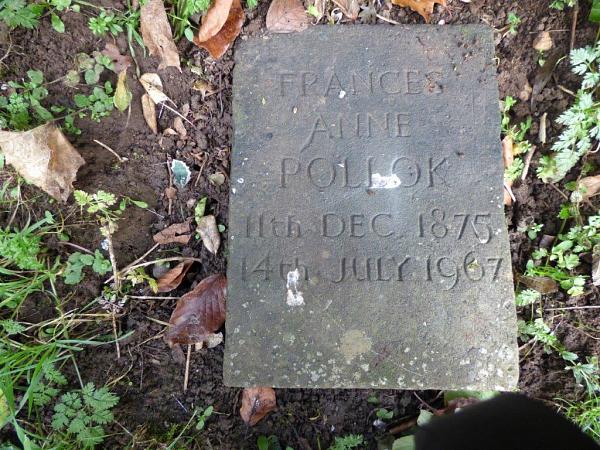 FRANCES
ANNE
POLLOK
11th DEC. 1875
14th JULY 1967